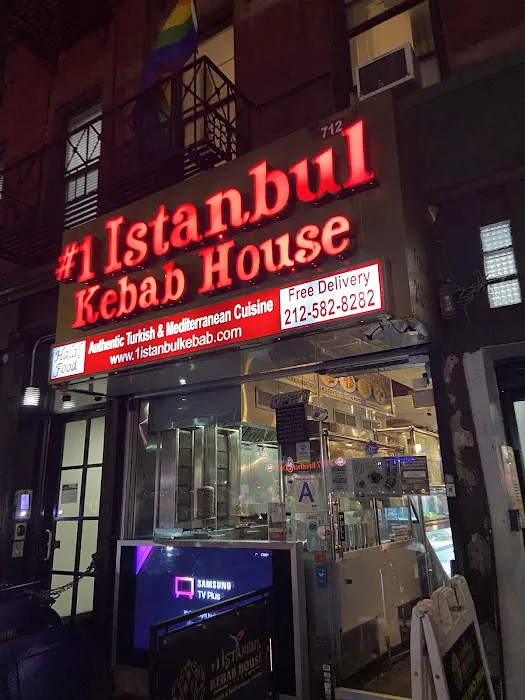 712
#1 Istanbul
Kebab House
Halal
Food
Authentic Turkish & Mediterranean Cuisine
www.1istanbulkebab.com
Free Delivery
212-582-8282
OPEN
A
SAMSUNG
TV Plus
#1 ISTANBUL
KEBAB HOUSE